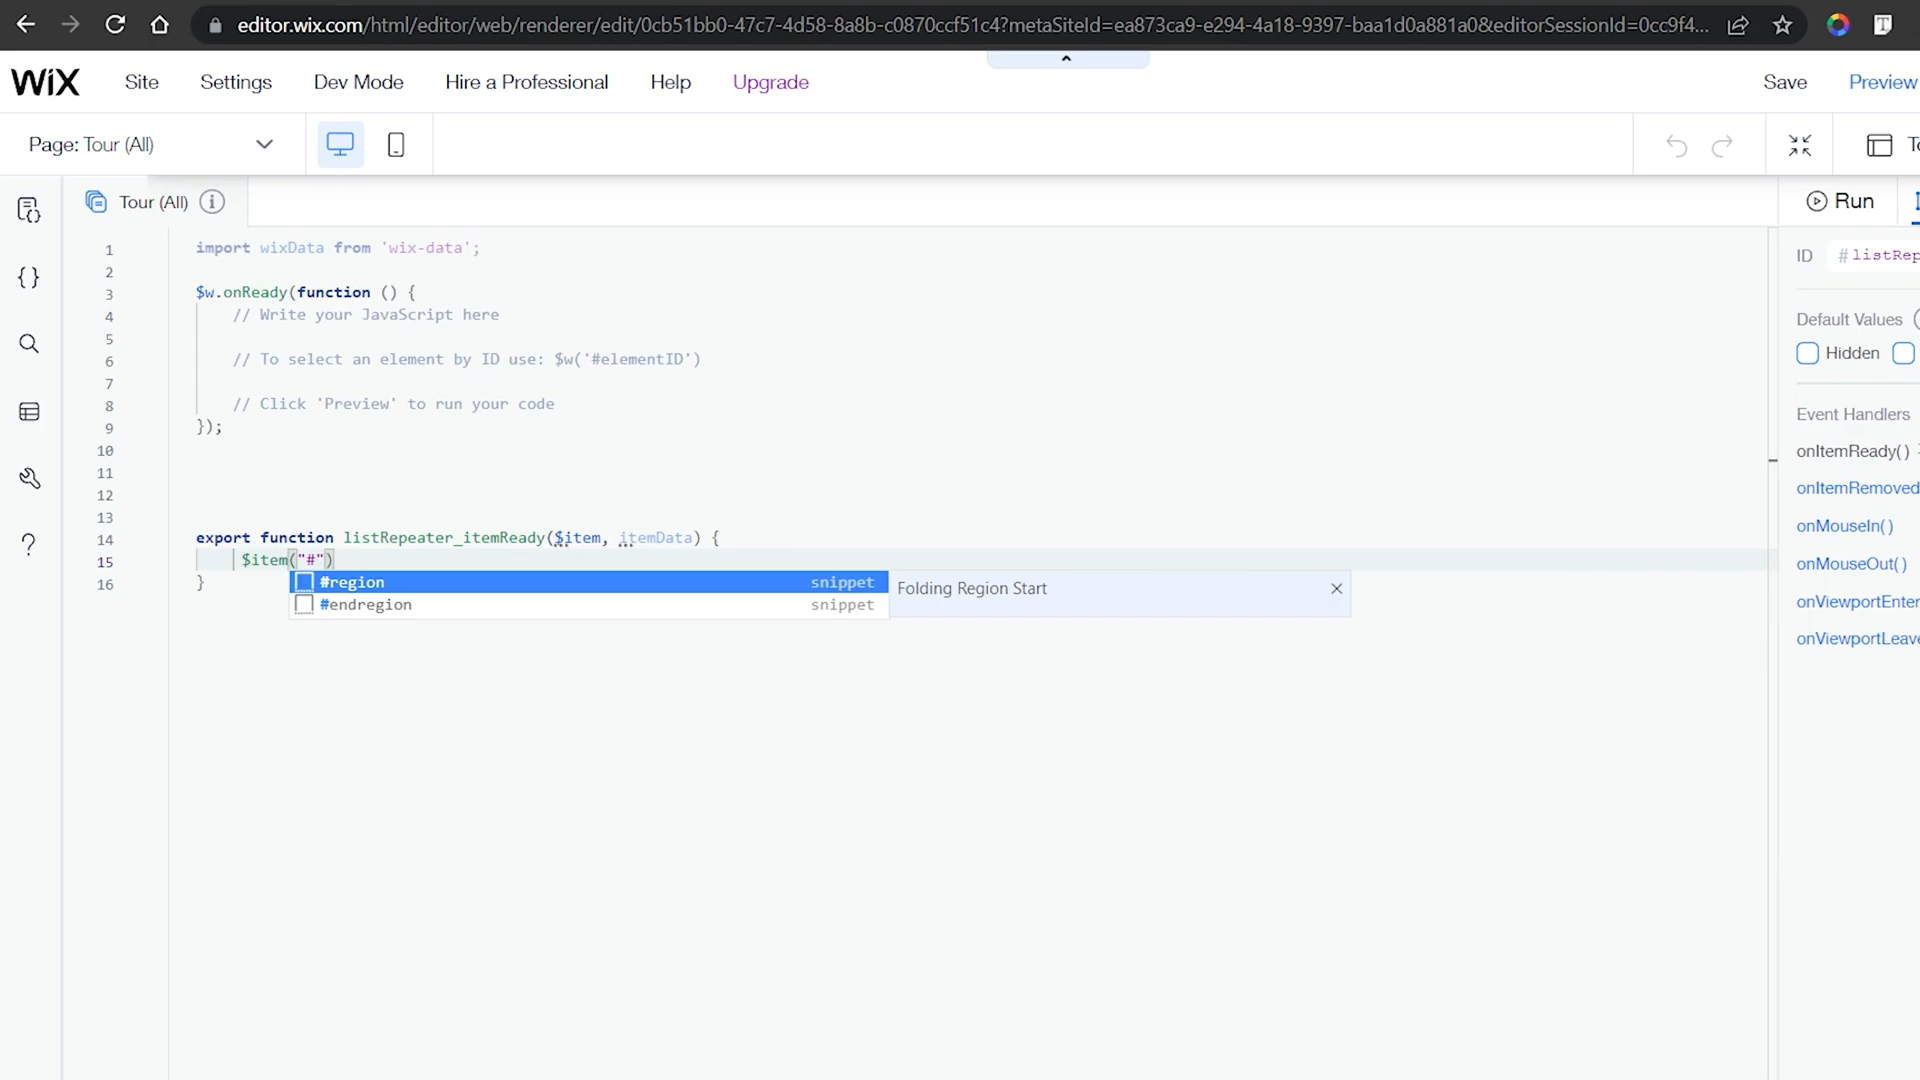 editor.wix.com/html/editor/web/renderer/edit/0cb51bb0-47c7-4d58-8a8b-c0870ccf51c4?metaSiteId=ea873ca9-e294-4a18-9397-baa1d0a881a0&editorSessionId=0cc9f4...
WiX Site Settings Dev Mode Hire a Professional Help Upgrade Save Preview
Page: Tour (All)
Tour (All) Run
ID #listRep
Default Values
Hidden
Event Handlers
onItemReady()
onItemRemoved
onMouseIn()
onMouseOut()
onViewportEnter
onViewportLeave
1 import wixData from 'wix-data';
2
3 $w.onReady(function () {
4 // Write your JavaScript here
5
6 // To select an element by ID use: $w('#elementID')
7
8 // Click 'Preview' to run your code
9 });
10
11
12
13
14 export function listRepeater_itemReady($item, itemData) {
15 $item("#")
16 }
#region snippet Folding Region Start
#endregion snippet